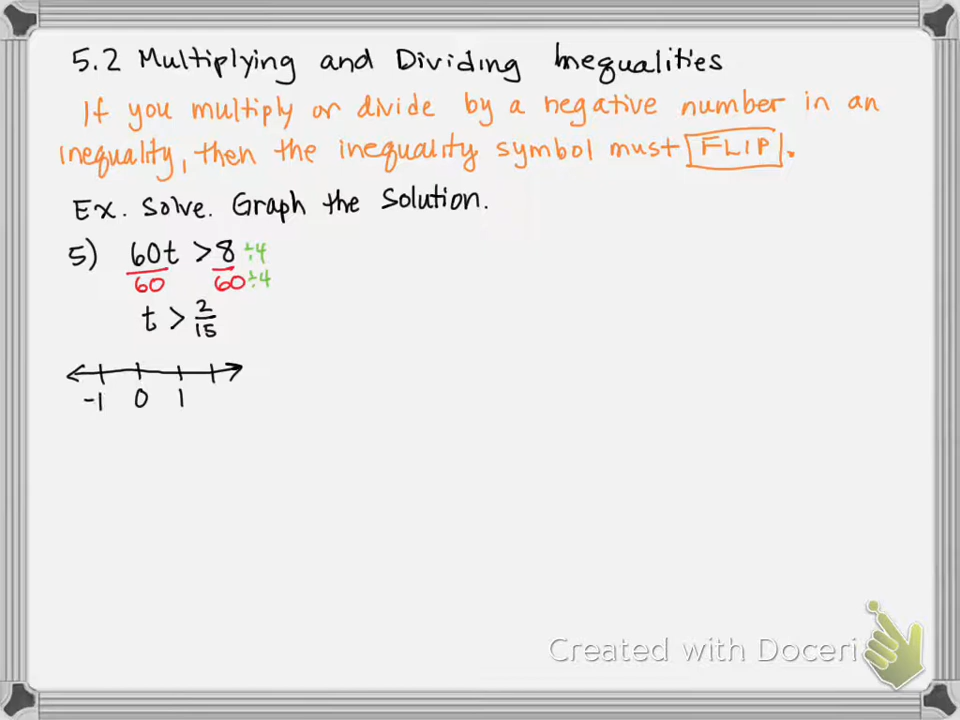 5.2 Multiplying and Dividing Inequalities
If you multiply or divide by a negative number in an
inequality, then the inequality symbol must FLIP.
Ex. Solve. Graph the Solution.
5) 60t > 8 ÷4
60 60 ÷4
t > 2/15
-1 0 1
Created with Doceri